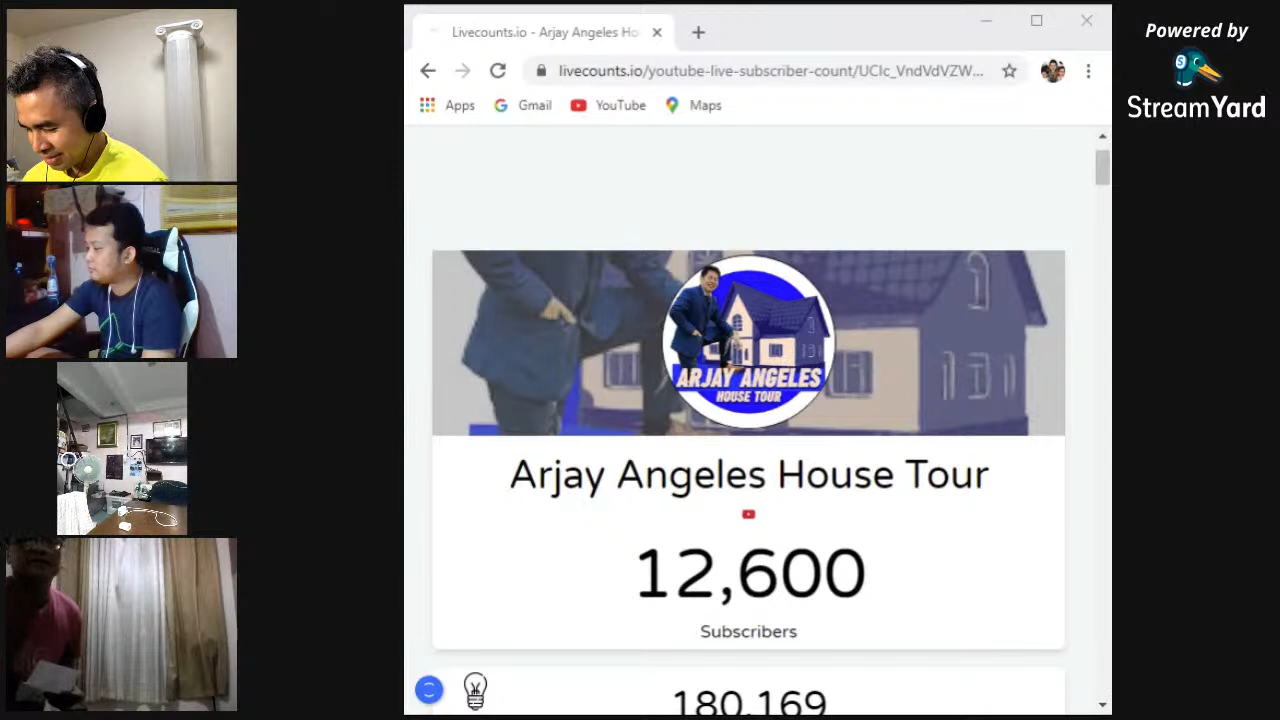 Livecounts.io - Arjay Angeles Ho
livecounts.io/youtube-live-subscriber-count/UCIc_VndVdVZW...
Apps Gmail YouTube Maps
ARJAY ANGELES
HOUSE TOUR
Arjay Angeles House Tour
12,600
Subscribers
180,169
Powered by
StreamYard